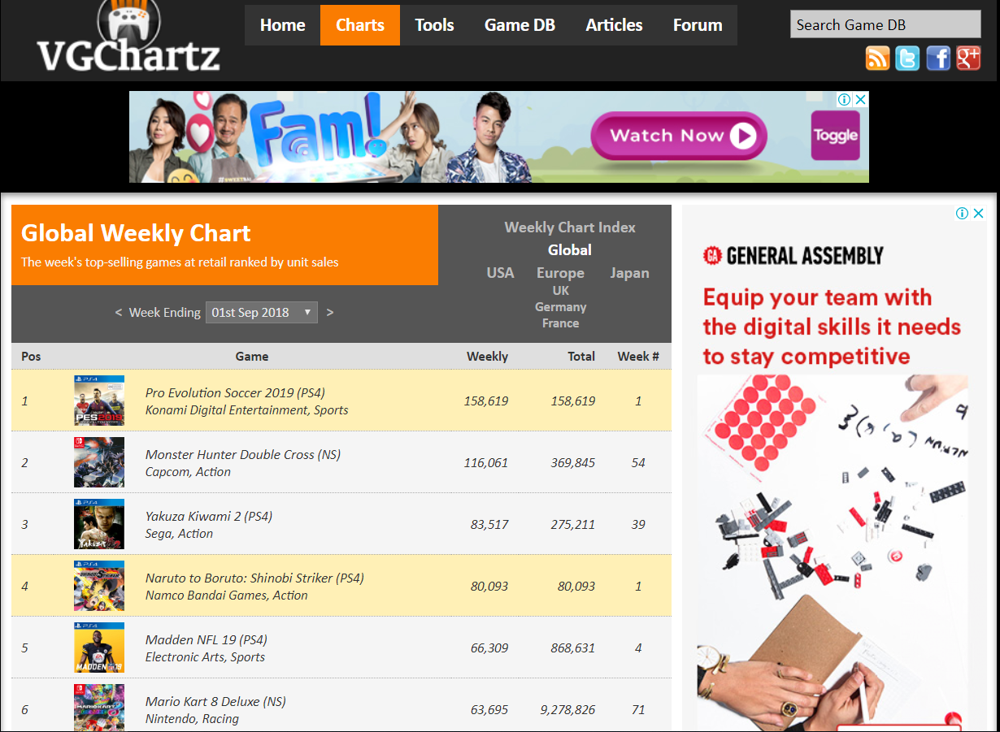 VGChartz
Home
Charts
Tools
Game DB
Articles
Forum
Search Game DB
Fam!
Watch Now
Toggle
Global Weekly Chart
The week's top-selling games at retail ranked by unit sales
< Week Ending 01st Sep 2018 >
Weekly Chart Index
Global
USA Europe Japan
UK
Germany
France
Pos Game Weekly Total Week #
1 Pro Evolution Soccer 2019 (PS4) 158,619 158,619 1
Konami Digital Entertainment, Sports
2 Monster Hunter Double Cross (NS) 116,061 369,845 54
Capcom, Action
3 Yakuza Kiwami 2 (PS4) 83,517 275,211 39
Sega, Action
4 Naruto to Boruto: Shinobi Striker (PS4) 80,093 80,093 1
Namco Bandai Games, Action
5 Madden NFL 19 (PS4) 66,309 868,631 4
Electronic Arts, Sports
6 Mario Kart 8 Deluxe (NS) 63,695 9,278,826 71
Nintendo, Racing
GA GENERAL ASSEMBLY
Equip your team with
the digital skills it needs
to stay competitive